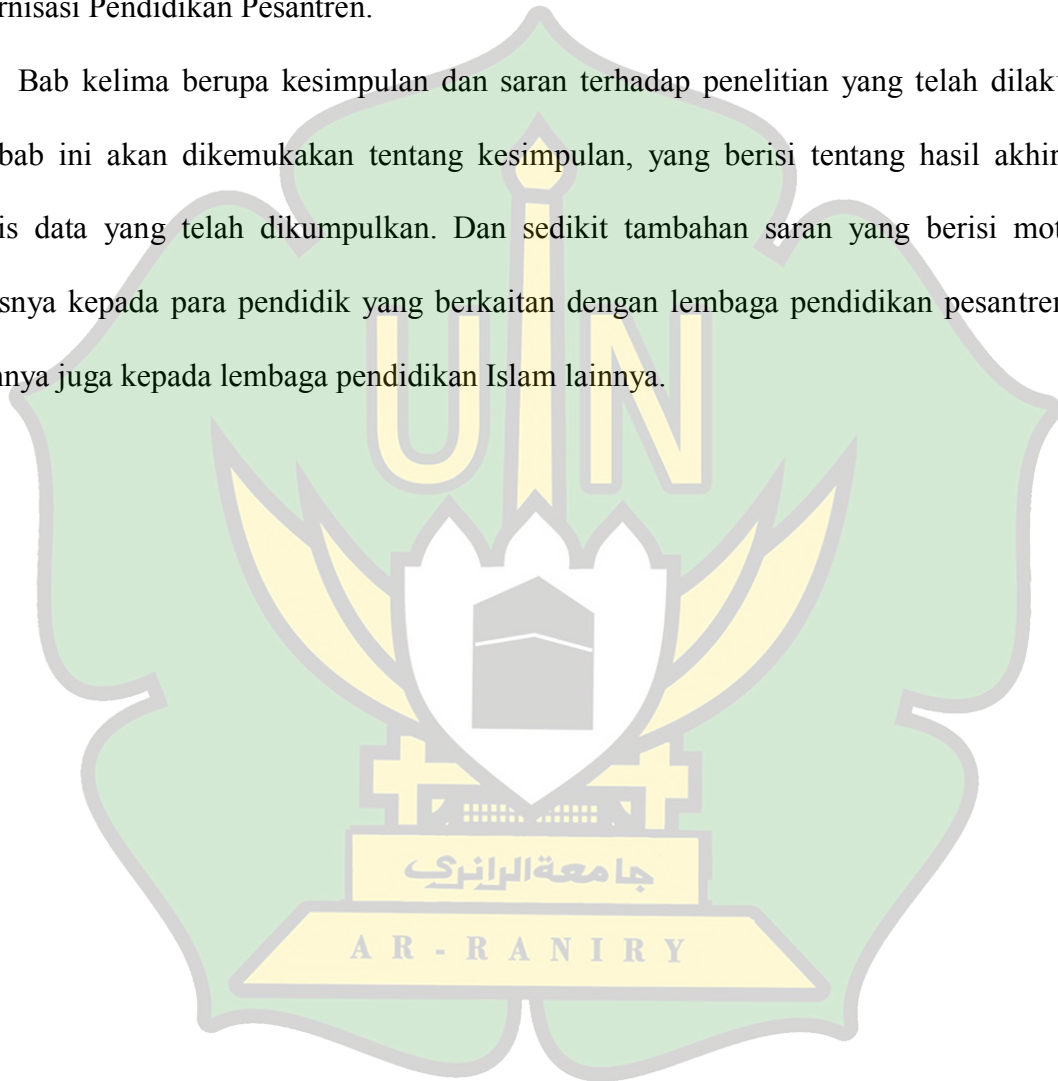 rnisasi Pendidikan Pesantren.
Bab kelima berupa kesimpulan dan saran terhadap penelitian yang telah dilak
bab ini akan dikemukakan tentang kesimpulan, yang berisi tentang hasil akhir
is data yang telah dikumpulkan. Dan sedikit tambahan saran yang berisi mot
snya kepada para pendidik yang berkaitan dengan lembaga pendidikan pesantren
nnya juga kepada lembaga pendidikan Islam lainnya.
UIN
جامعة الرانري
AR-RANIRY